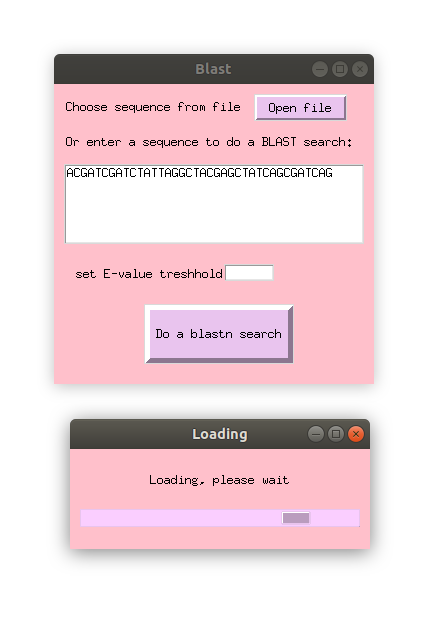 Blast
Choose sequence from file Open file
Or enter a sequence to do a BLAST search:
ACGATCGATCTATTAGGCTACGAGCTATCAGCGATCAG
set E-value treshhold
Do a blastn search
Loading
Loading, please wait